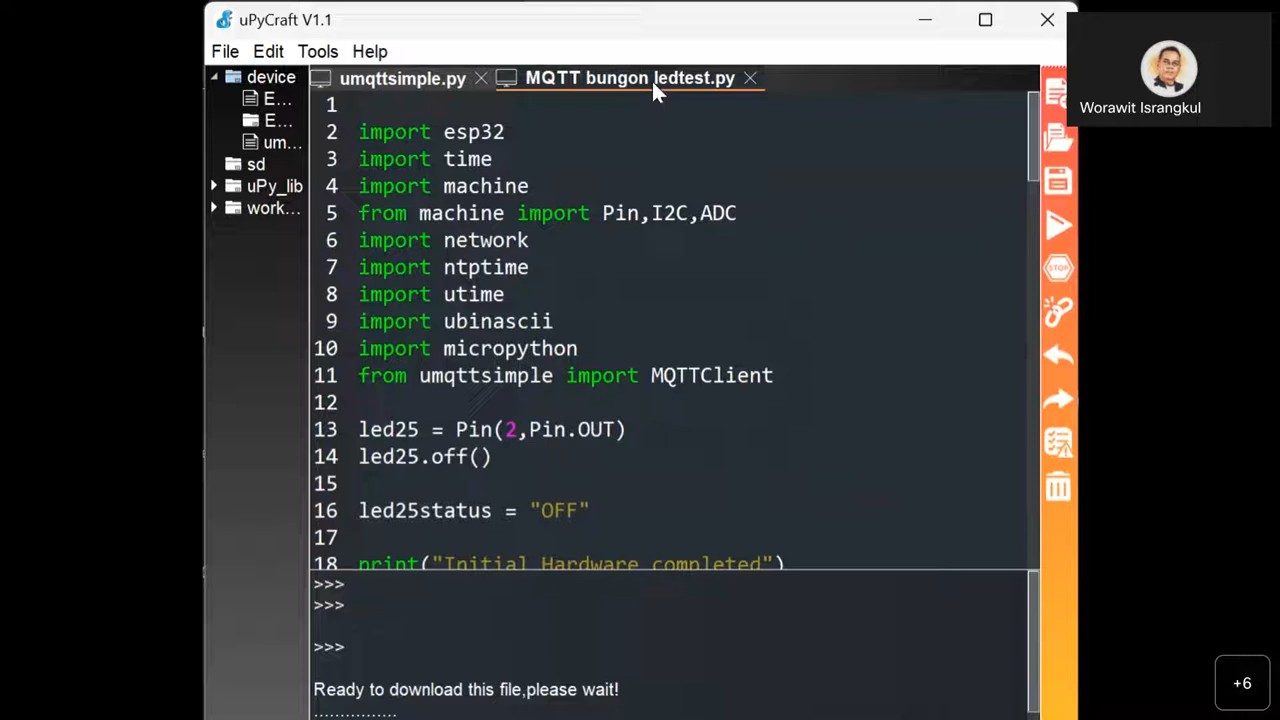 uPyCraft V1.1
File Edit Tools Help
device
E...
E...
um...
sd
uPy_lib
work...
umqttsimple.py
MQTT bungon ledtest.py
1
2 import esp32
3 import time
4 import machine
5 from machine import Pin,I2C,ADC
6 import network
7 import ntptime
8 import utime
9 import ubinascii
10 import micropython
11 from umqttsimple import MQTTClient
12
13 led25 = Pin(2,Pin.OUT)
14 led25.off()
15
16 led25status = "OFF"
17
18 print("Initial Hardware completed")
>>>
>>>
>>>
Ready to download this file,please wait!
...............
STOP
Worawit Israngkul
+6